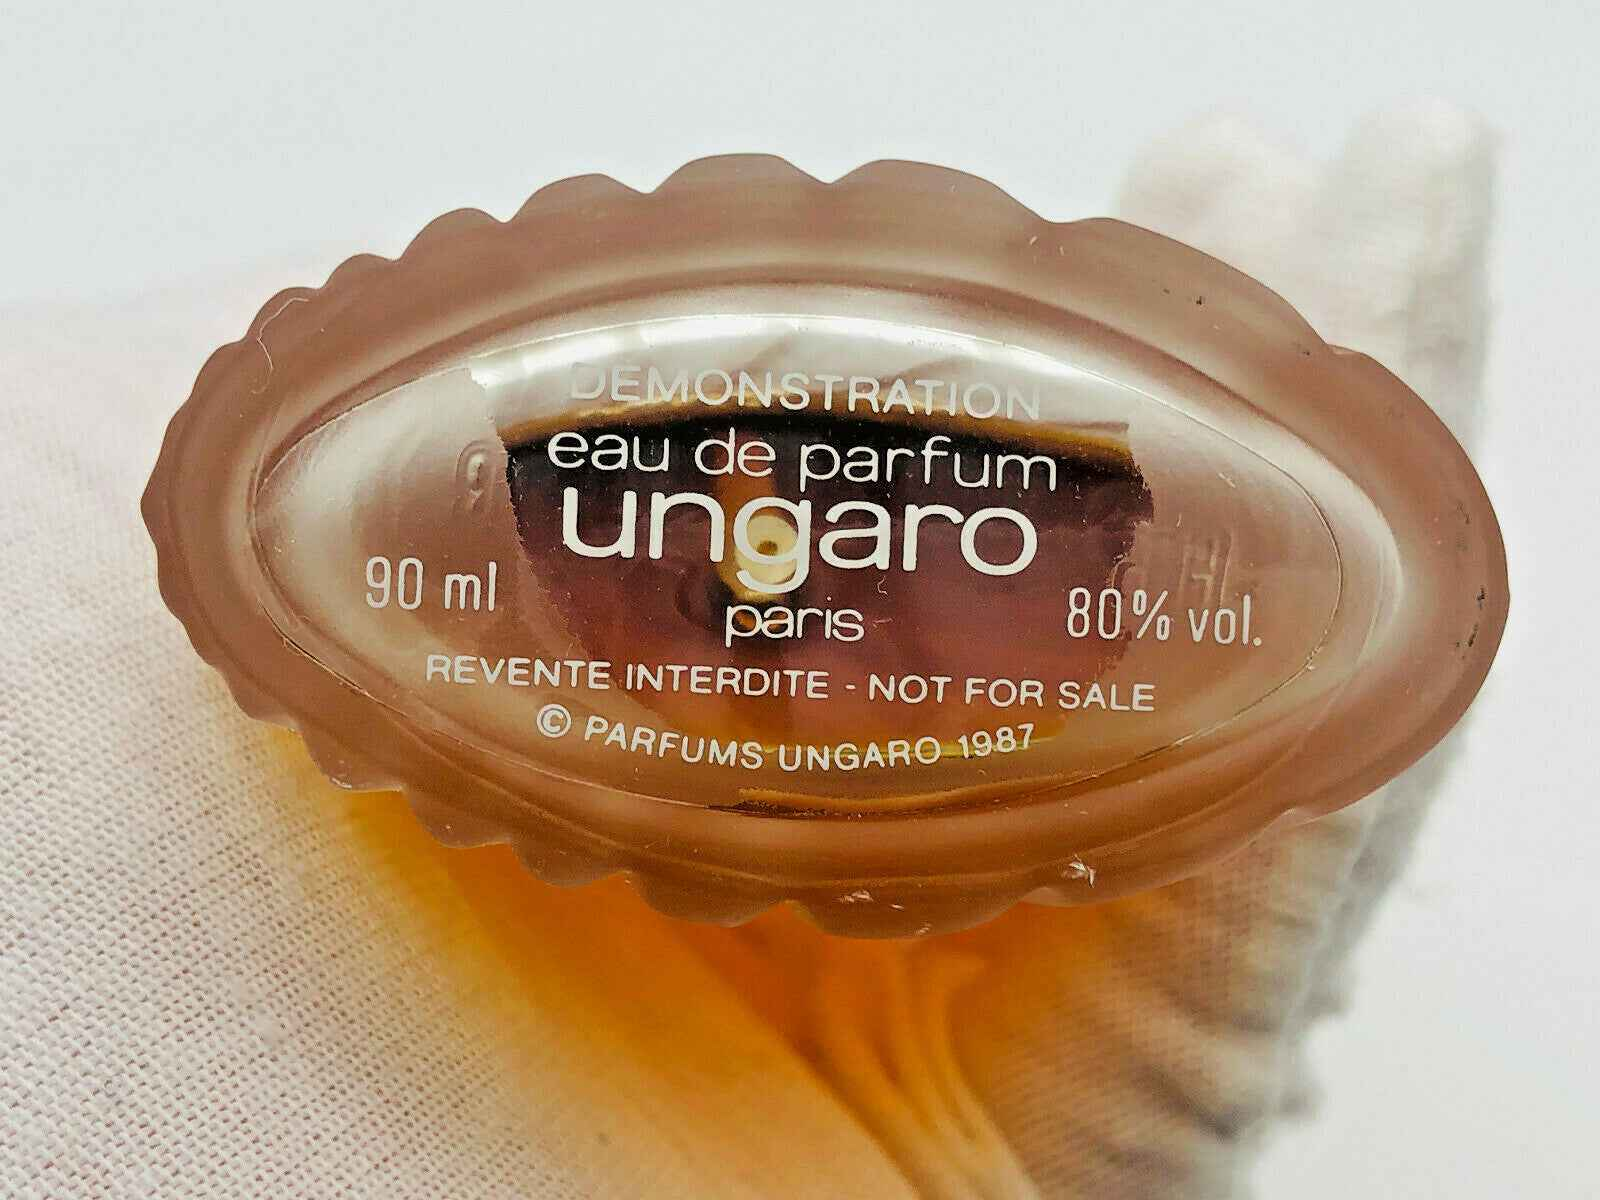 DEMONSTRATION
eau de parfum
ungaro
90 ml
paris
80% vol.
REVENTE INTERDITE - NOT FOR SALE
© PARFUMS UNGARO 1987